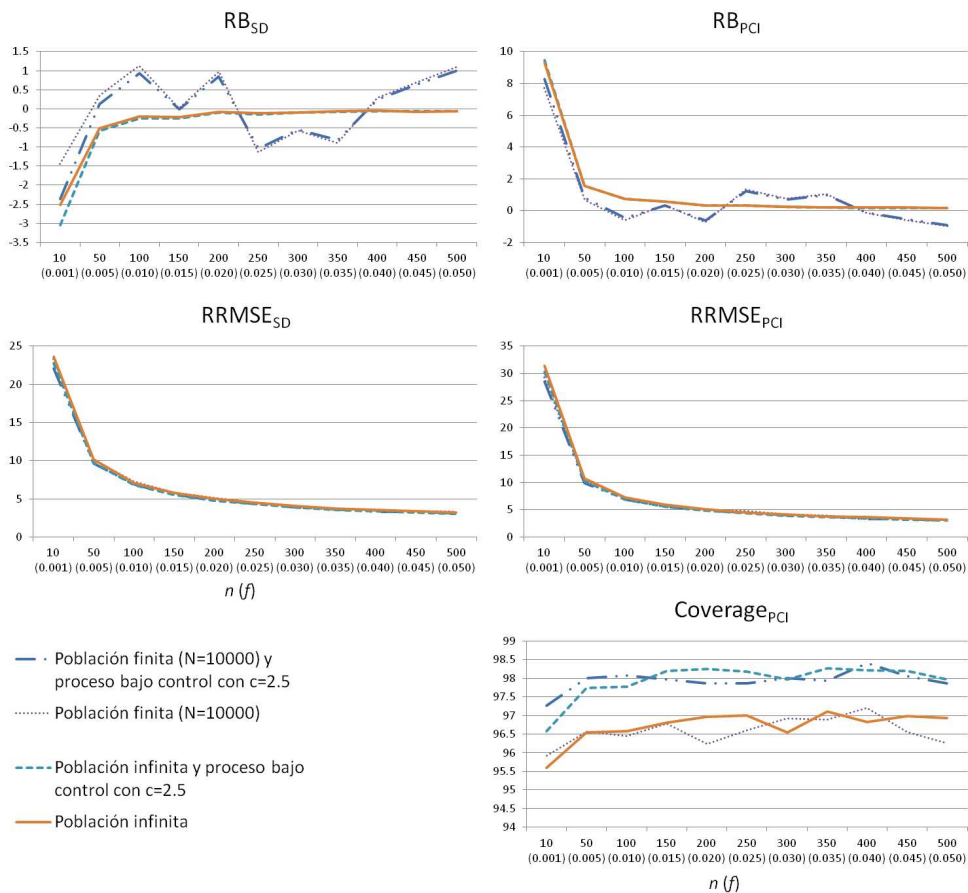 RB_SD
1.5
1
0.5
0
-0.5
-1
-1.5
-2
-2.5
-3
-3.5
10 50 100 150 200 250 300 350 400 450 500
(0.001) (0.005) (0.010) (0.015) (0.020) (0.025) (0.030) (0.035) (0.040) (0.045) (0.050)
RB_PCI
10
8
6
4
2
0
-2
10 50 100 150 200 250 300 350 400 450 500
(0.001) (0.005) (0.010) (0.015) (0.020) (0.025) (0.030) (0.035) (0.040) (0.045) (0.050)
RRMSE_SD
25
20
15
10
5
0
10 50 100 150 200 250 300 350 400 450 500
(0.001) (0.005) (0.010) (0.015) (0.020) (0.025) (0.030) (0.035) (0.040) (0.045) (0.050)
n (f)
RRMSE_PCI
35
30
25
20
15
10
5
0
10 50 100 150 200 250 300 350 400 450 500
(0.001) (0.005) (0.010) (0.015) (0.020) (0.025) (0.030) (0.035) (0.040) (0.045) (0.050)
Población finita (N=10000) y
proceso bajo control con c=2.5
Población finita (N=10000)
Población infinita y proceso bajo
control con c=2.5
Población infinita
Coverage_PCI
99
98.5
98
97.5
97
96.5
96
95.5
95
94.5
94
10 50 100 150 200 250 300 350 400 450 500
(0.001) (0.005) (0.010) (0.015) (0.020) (0.025) (0.030) (0.035) (0.040) (0.045) (0.050)
n (f)